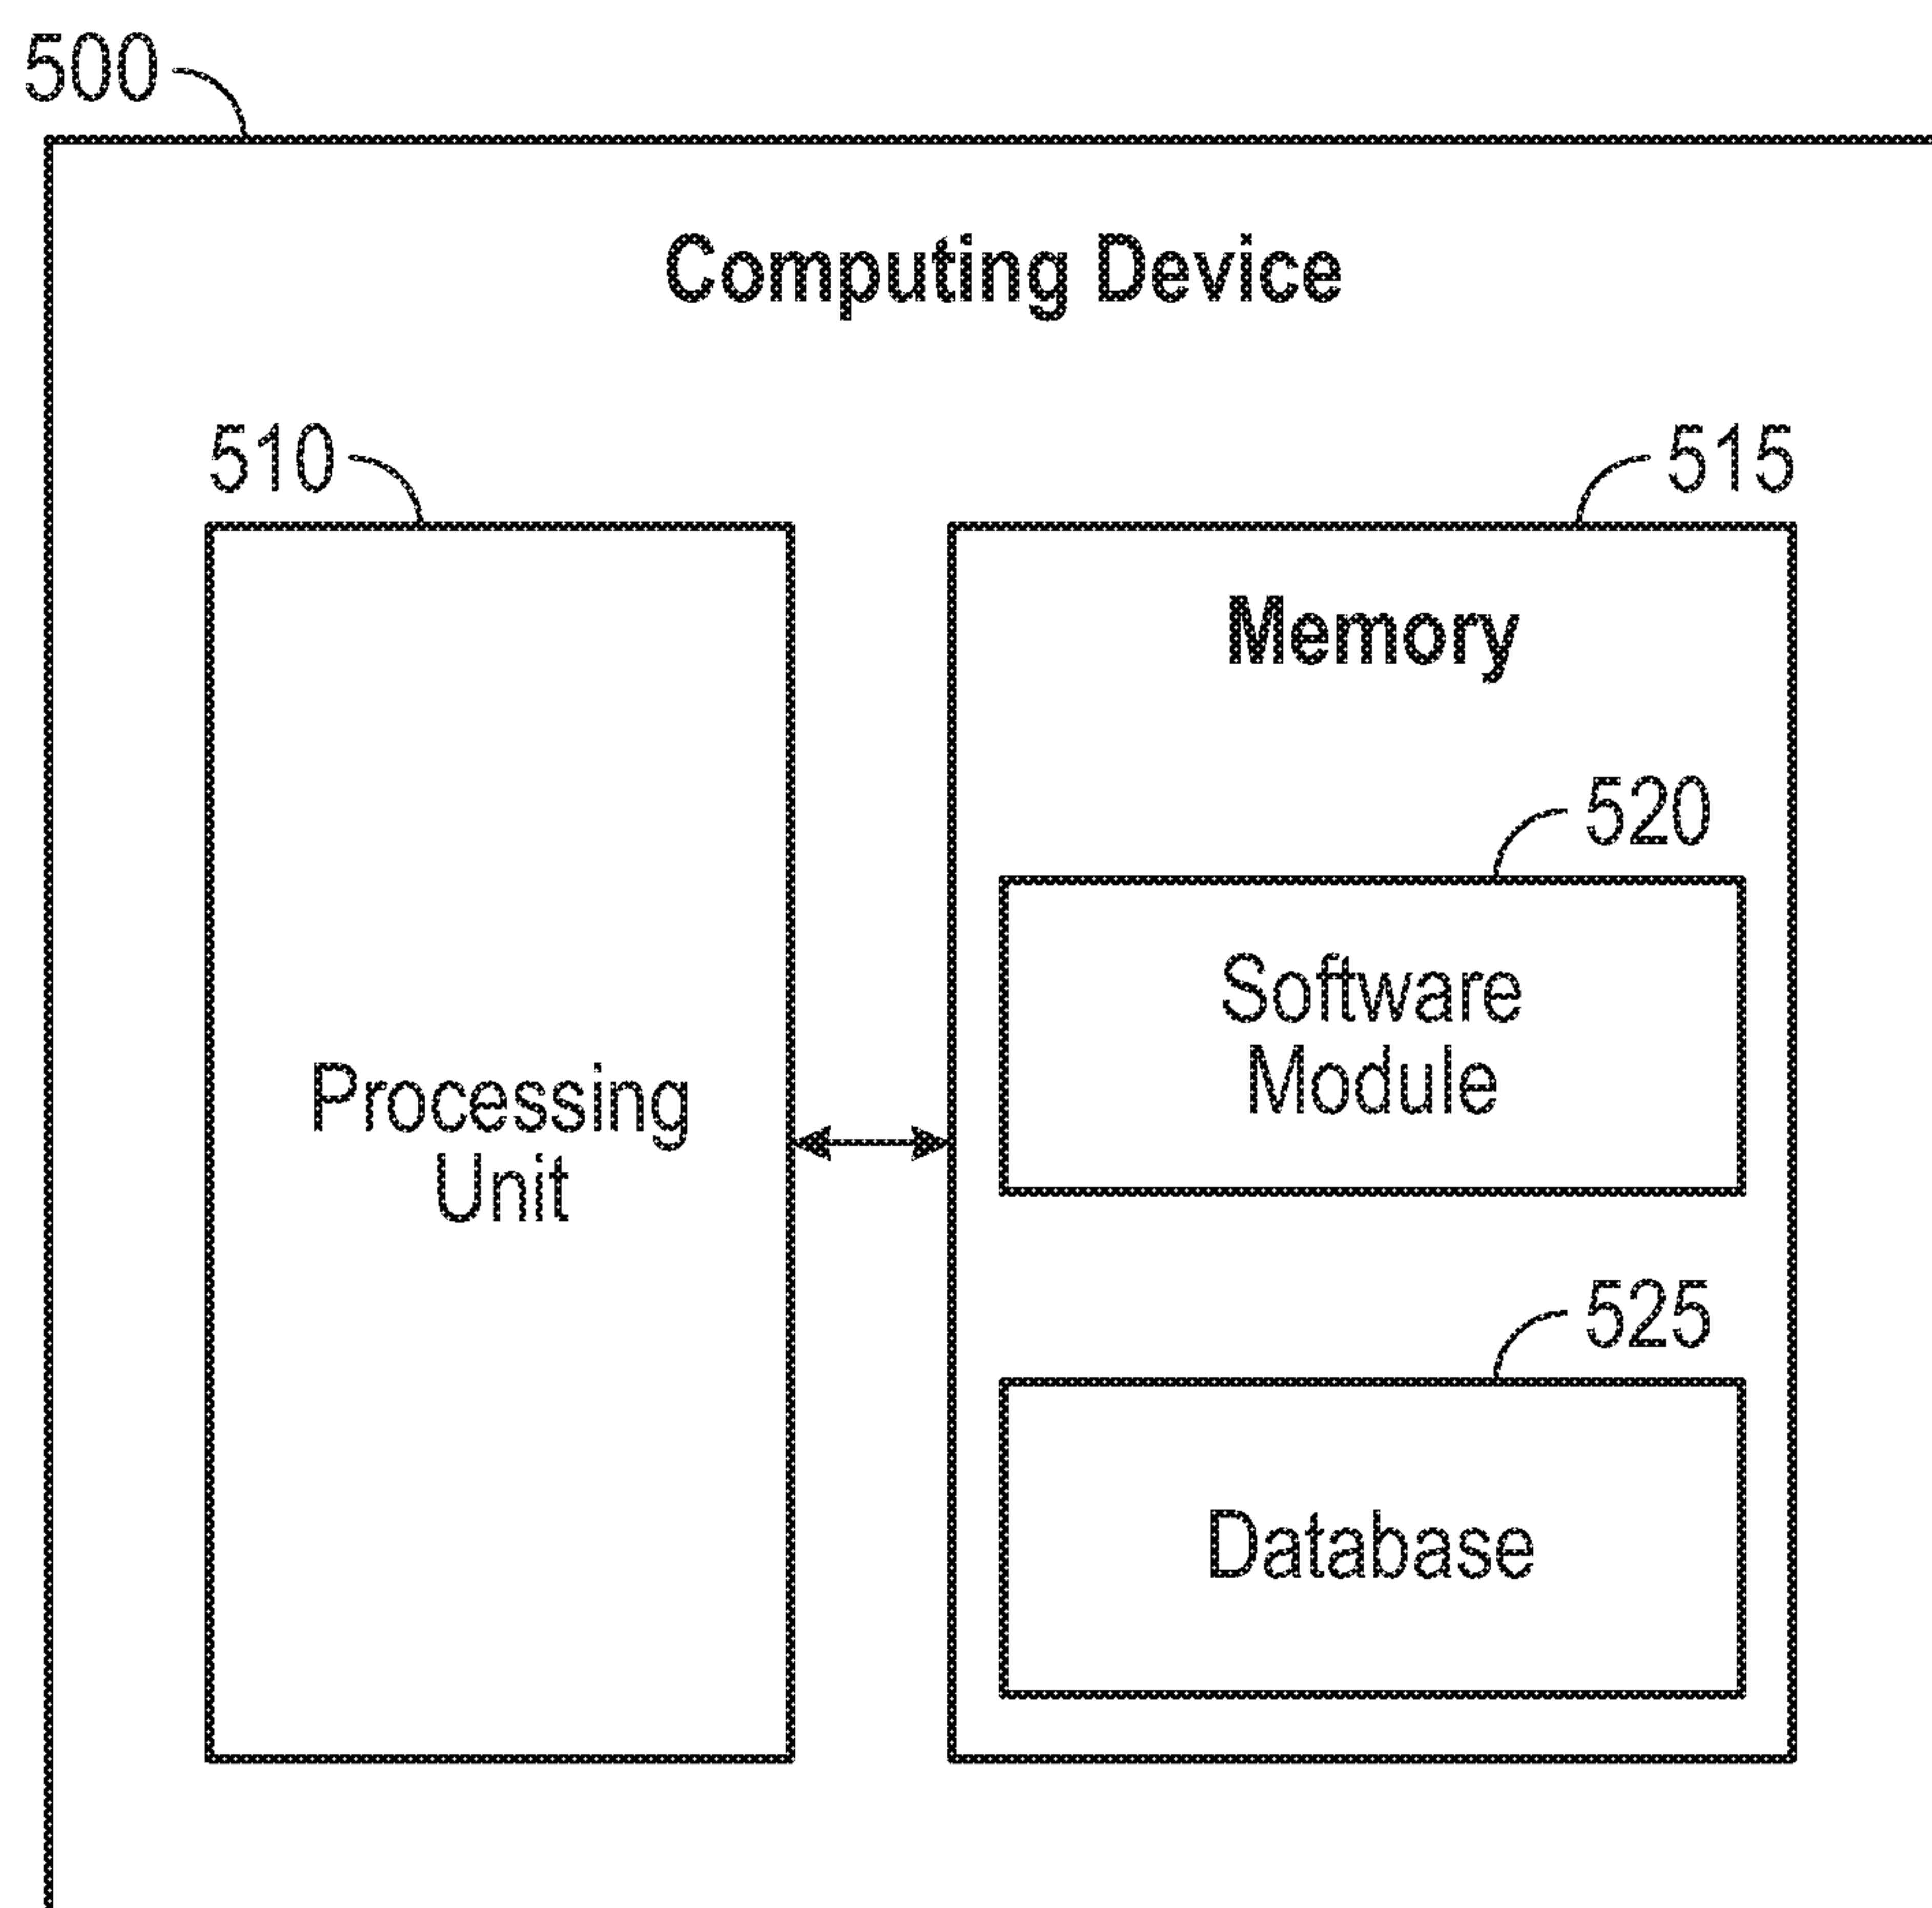 500
Computing Device
510
515
Memory
520
Software
Module
Processing
Unit
525
Database